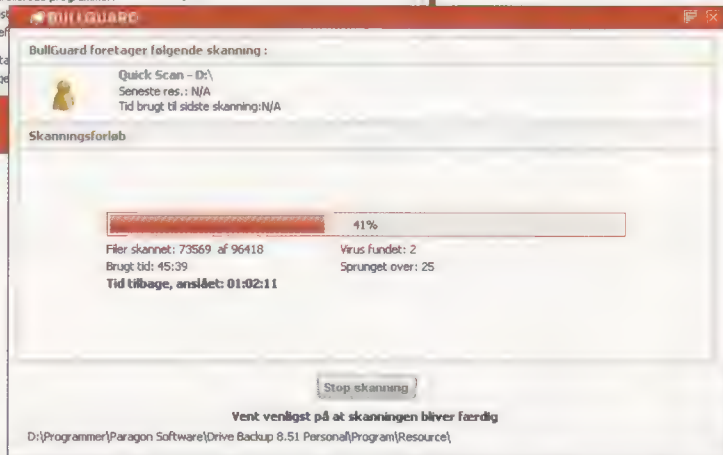 BULLGUARD
BullGuard foretager følgende skanning :
Quick Scan - D:\
Seneste res.: N/A
Tid brugt til sidste skanning:N/A
Skanningsforløb
41%
Filer skannet: 73569 af 96418
Virus fundet: 2
Brugt tid: 45:39
Sprunget over: 25
Tid tilbage, anslået: 01:02:11
Stop skanning
Vent venligst på at skanningen bliver færdig
D:\Programmer\Paragon Software\Drive Backup 8.51 Personal\Program\Resource\